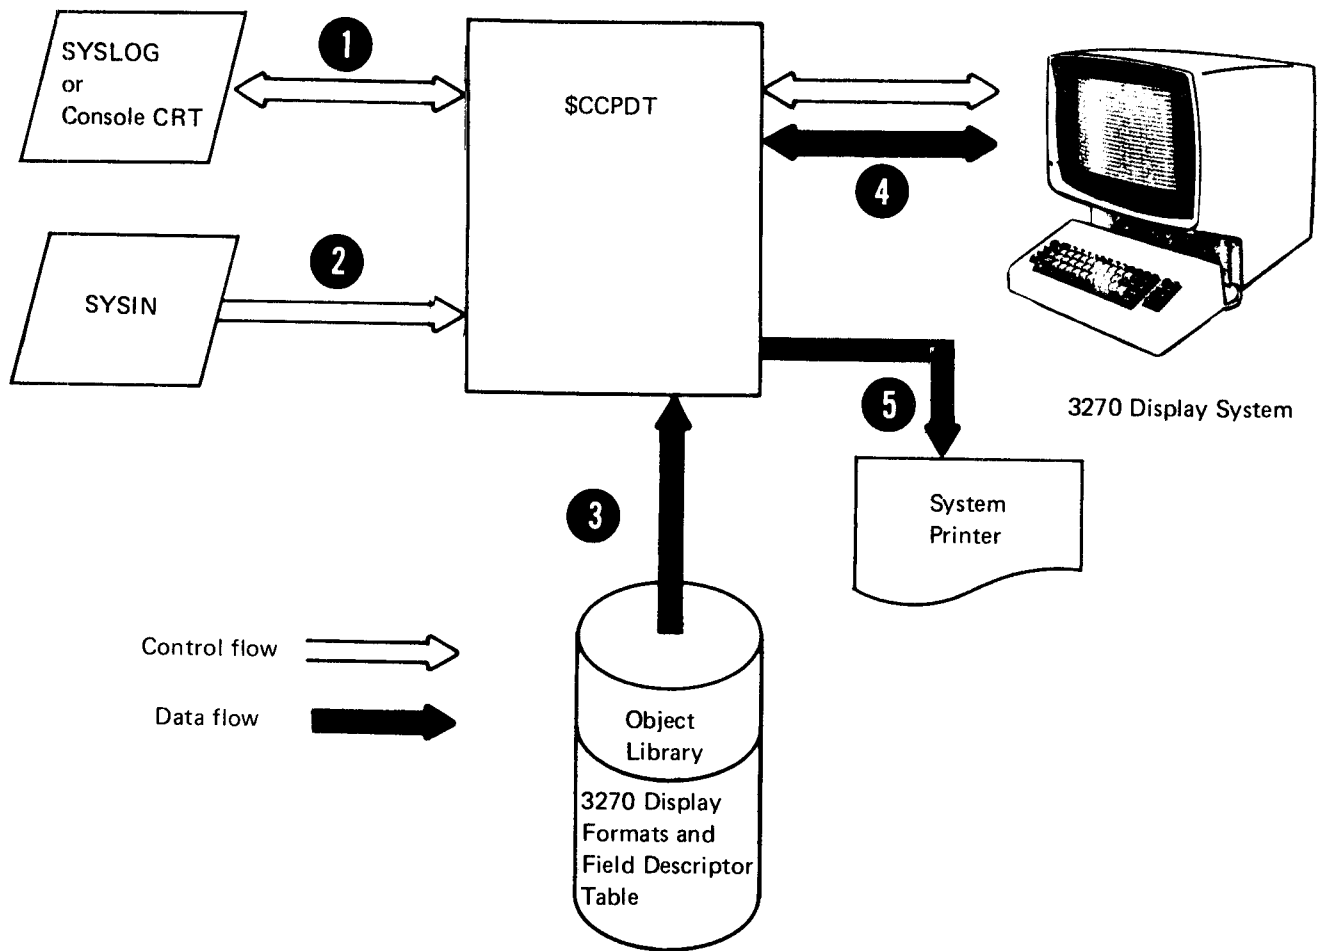 1
SYSLOG
or
Console CRT
$CCPDT
4
2
SYSIN
5
3270 Display System
3
System
Printer
Control flow
Data flow
Object
Library
3270 Display
Formats and
Field Descriptor
Table